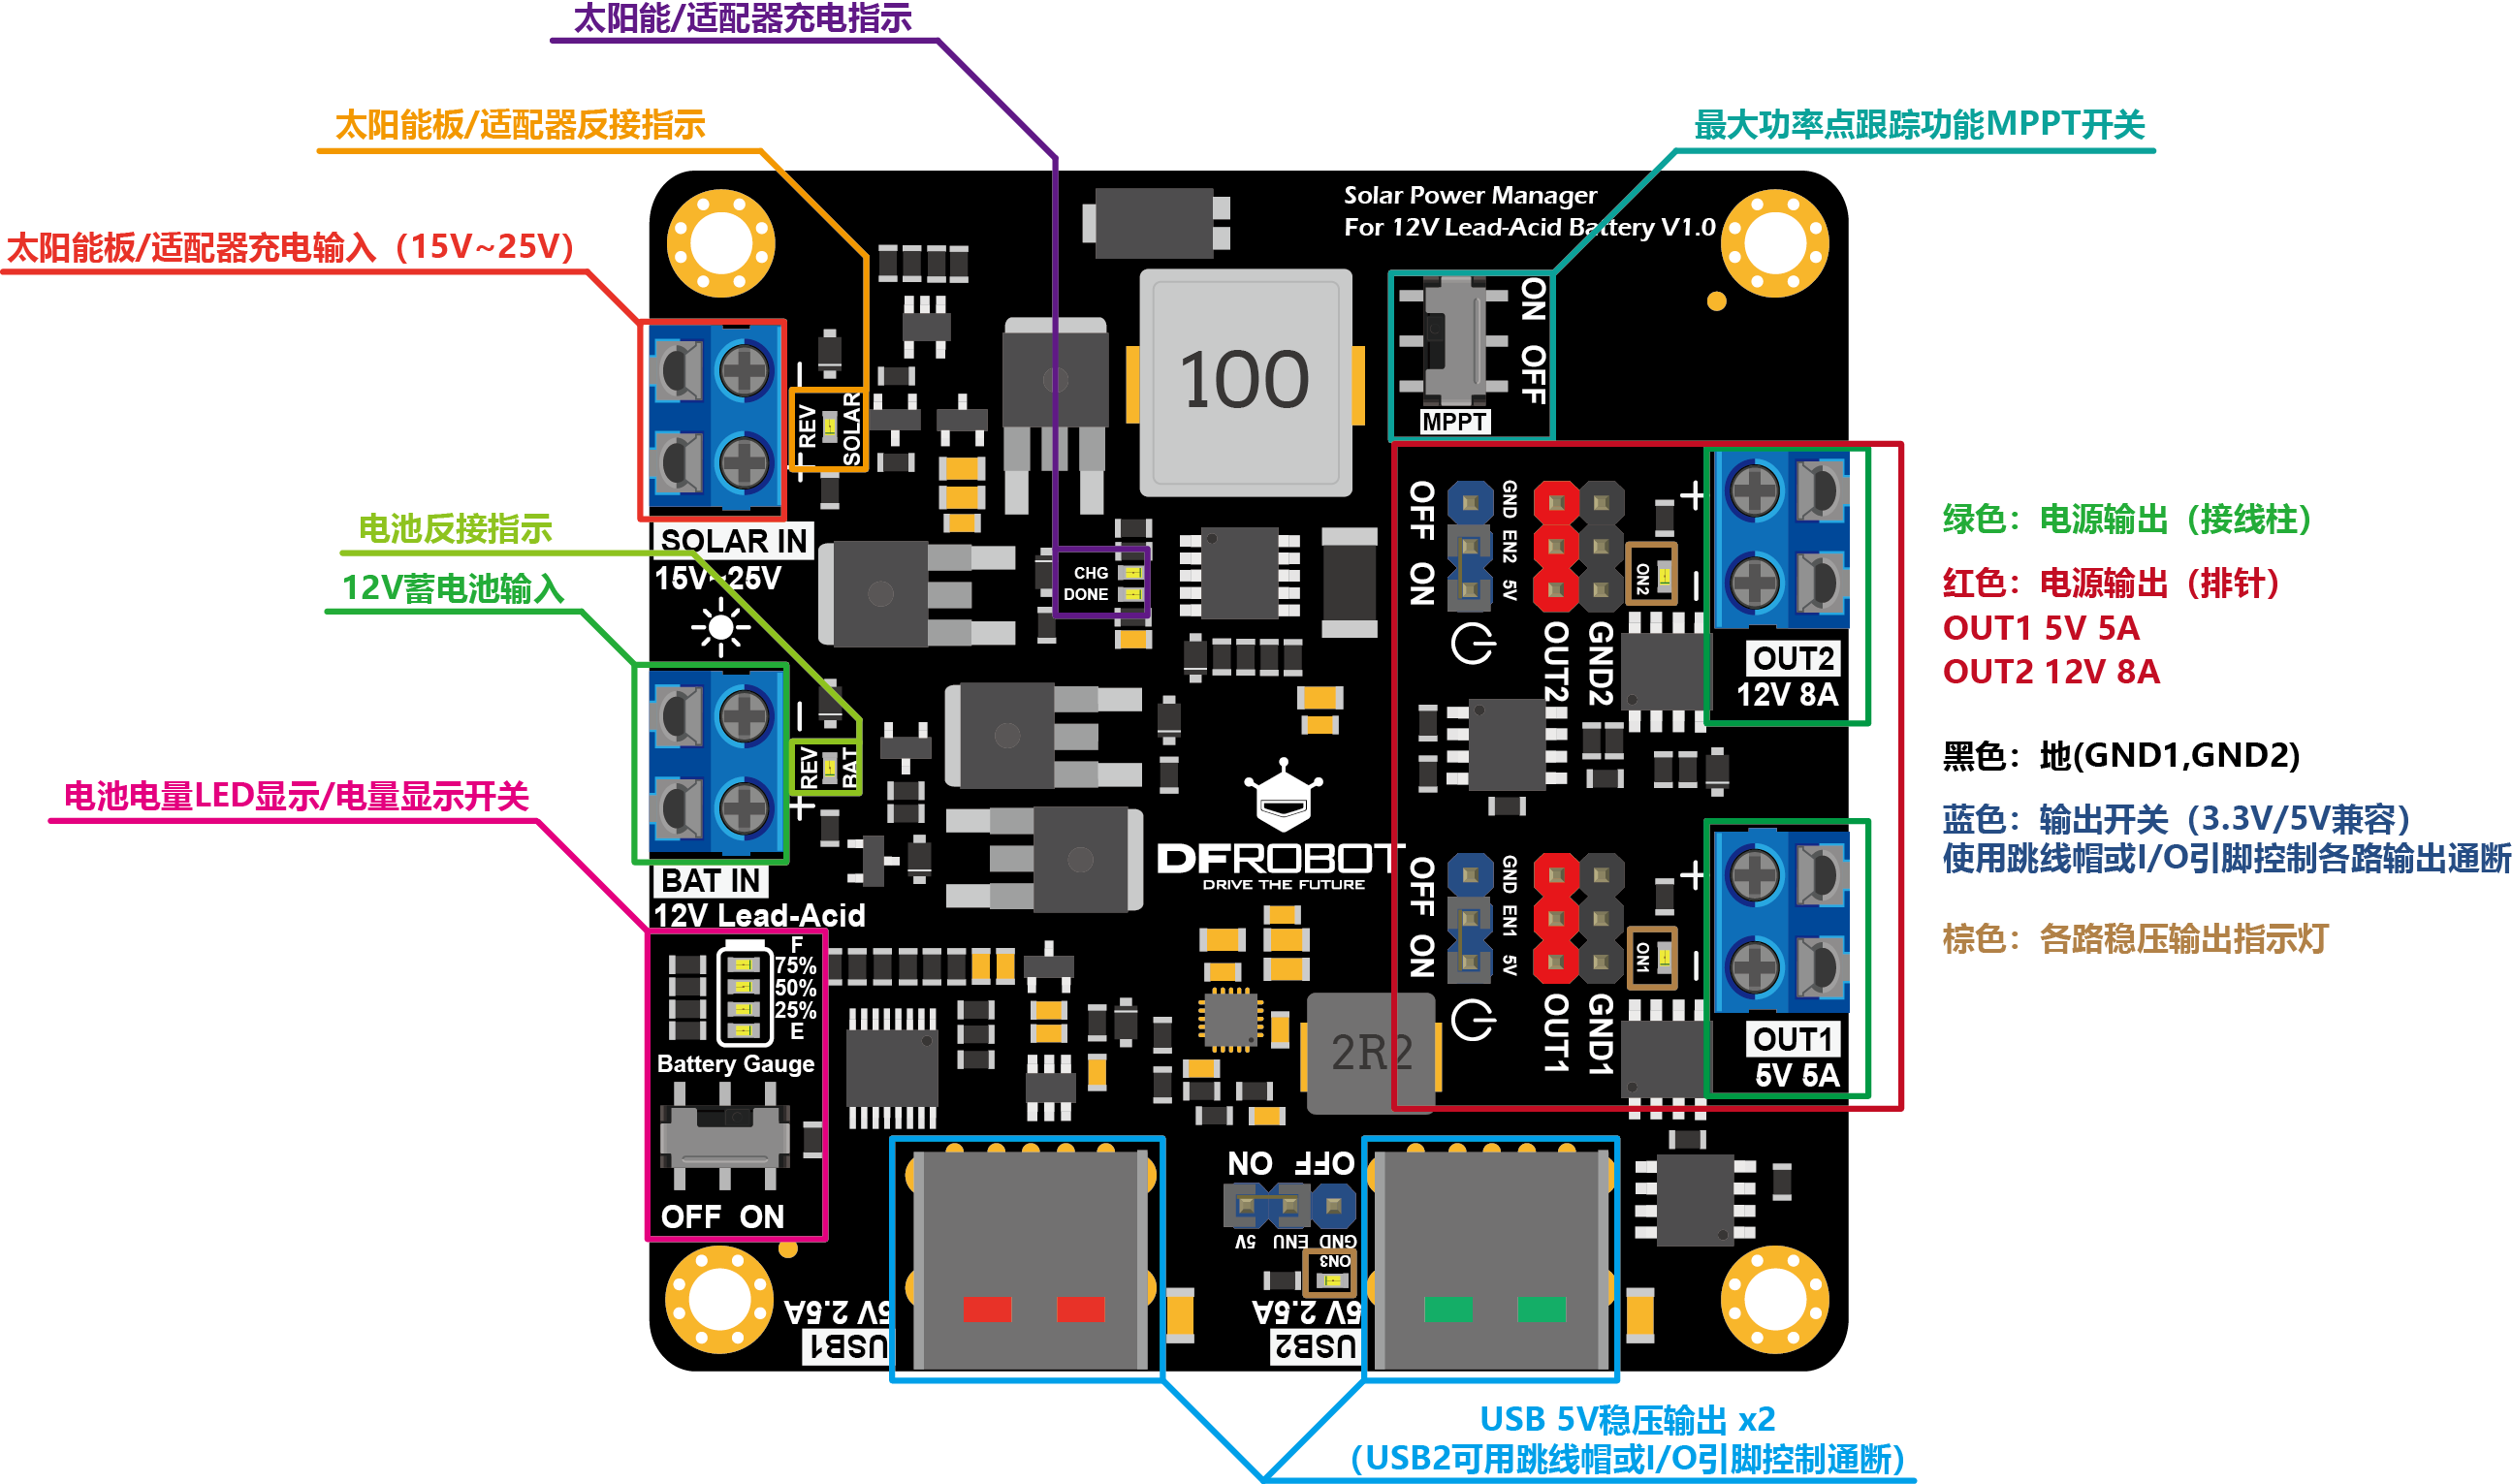 太阳能/适配器充电指示
太阳能板/适配器反接指示
最大功率点跟踪功能MPPT开关
太阳能板/适配器充电输入（15V~25V）
电池反接指示
12V蓄电池输入
电池电量LED显示/电量显示开关
Solar Power Manager
For 12V Lead-Acid Battery V1.0
100
ON OFF
MPPT
REV
SOLAR
SOLAR IN
15V~25V
CHG
DONE
OFF ON
GND EN2 5V
OUT2
GND2
ON2
OUT2
12V 8A
REV
BAT
BAT IN
12V Lead-Acid
DFROBOT
DRIVE THE FUTURE
OFF ON
GND EN1 5V
OUT1
GND1
ON1
OUT1
5V 5A
F
75%
50%
25%
E
Battery Gauge
OFF ON
2R2
OFF ON
GND ENU 5V
ON3
5V 2.5A
USB1
5V 2.5A
USB2
绿色：电源输出（接线柱）
红色：电源输出（排针）
OUT1 5V 5A
OUT2 12V 8A
黑色：地(GND1,GND2)
蓝色：输出开关（3.3V/5V兼容）
使用跳线帽或I/O引脚控制各路输出通断
棕色：各路稳压输出指示灯
USB 5V稳压输出 x2
（USB2可用跳线帽或I/O引脚控制通断）